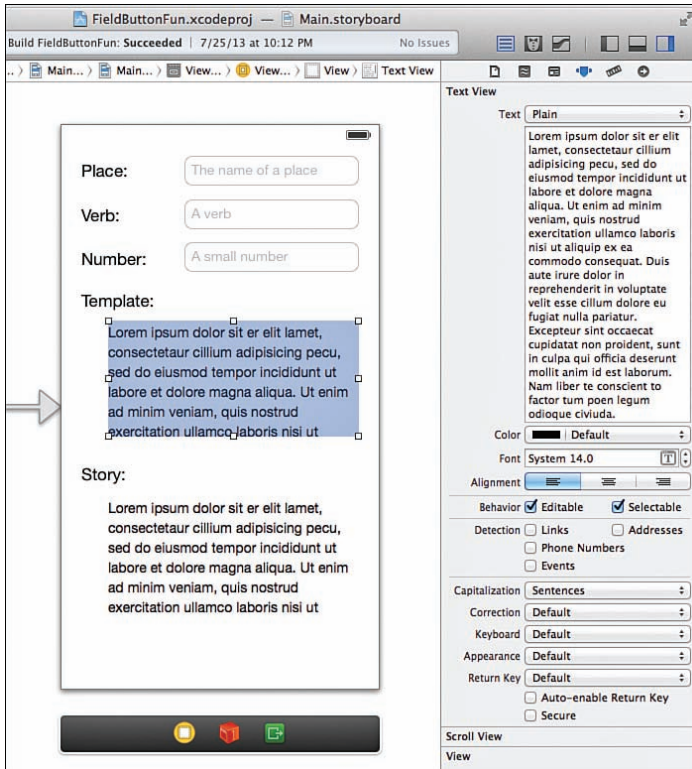 FieldButtonFun.xcodeproj — Main.storyboard
Build FieldButtonFun: Succeeded | 7/25/13 at 10:12 PM No Issues
.. Main... Main... View... View... View Text View
Text View
Place: The name of a place
Verb: A verb
Number: A small number
Template:
Lorem ipsum dolor sit er elit lamet,
consectetaur cillium adipisicing pecu,
sed do eiusmod tempor incididunt ut
labore et dolore magna aliqua. Ut enim
ad minim veniam, quis nostrud
exercitation ullamco laboris nisi ut
Story:
Lorem ipsum dolor sit er elit lamet,
consectetaur cillium adipisicing pecu,
sed do eiusmod tempor incididunt ut
labore et dolore magna aliqua. Ut enim
ad minim veniam, quis nostrud
exercitation ullamco laboris nisi ut
Text Plain
Lorem ipsum dolor sit er elit
lamet, consectetaur cillium
adipisicing pecu, sed do
eiusmod tempor incididunt ut
labore et dolore magna
aliqua. Ut enim ad minim
veniam, quis nostrud
exercitation ullamco laboris
nisi ut aliquip ex ea
commodo consequat. Duis
aute irure dolor in
reprehenderit in voluptate
velit esse cillum dolore eu
fugiat nulla pariatur.
Excepteur sint occaecat
cupidatat non proident, sunt
in culpa qui officia deserunt
mollit anim id est laborum.
Nam liber te conscient to
factor tum poen legum
odioque civiuda.
Color Default
Font System 14.0
Alignment
Behavior Editable Selectable
Detection Links Addresses
Phone Numbers
Events
Capitalization Sentences
Correction Default
Keyboard Default
Appearance Default
Return Key Default
Auto-enable Return Key
Secure
Scroll View
View